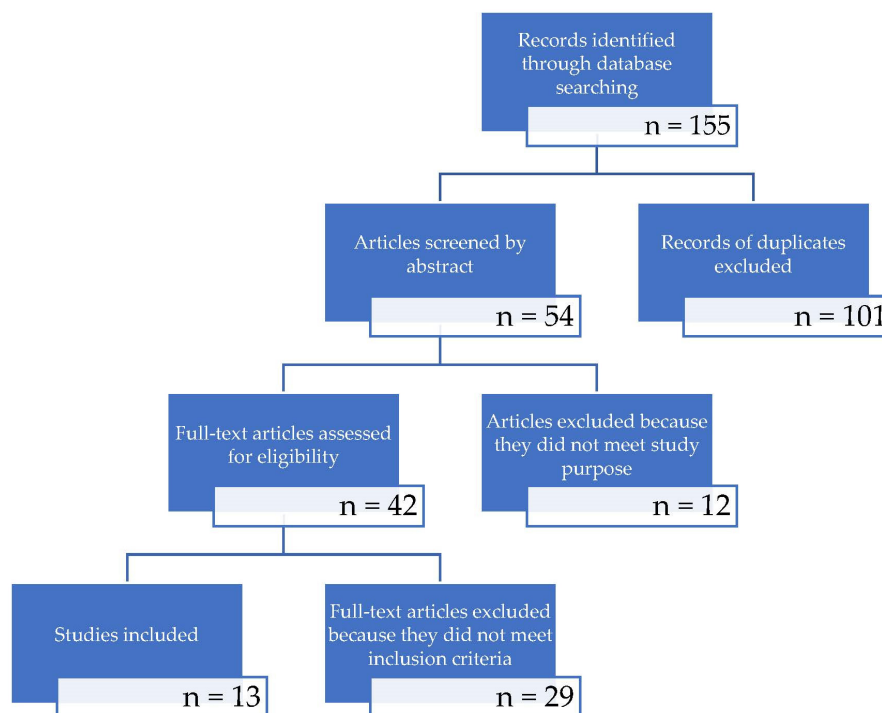 Records identified
through database
searching
n = 155
Articles screened by
abstract
n = 54
Records of duplicates
excluded
n = 101
Full-text articles assessed
for eligibility
n = 42
Articles excluded because
they did not meet study
purpose
n = 12
Studies included
n = 13
Full-text articles excluded
because they did not meet
inclusion criteria
n = 29